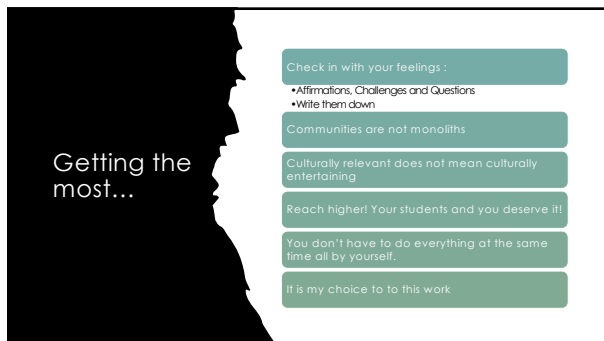 Getting the
most...
Check in with your feelings :
•Affirmations, Challenges and Questions
•Write them down
Communities are not monoliths
Culturally relevant does not mean culturally
entertaining
Reach higher! Your students and you deserve it!
You don't have to do everything at the same
time all by yourself.
It is my choice to to this work